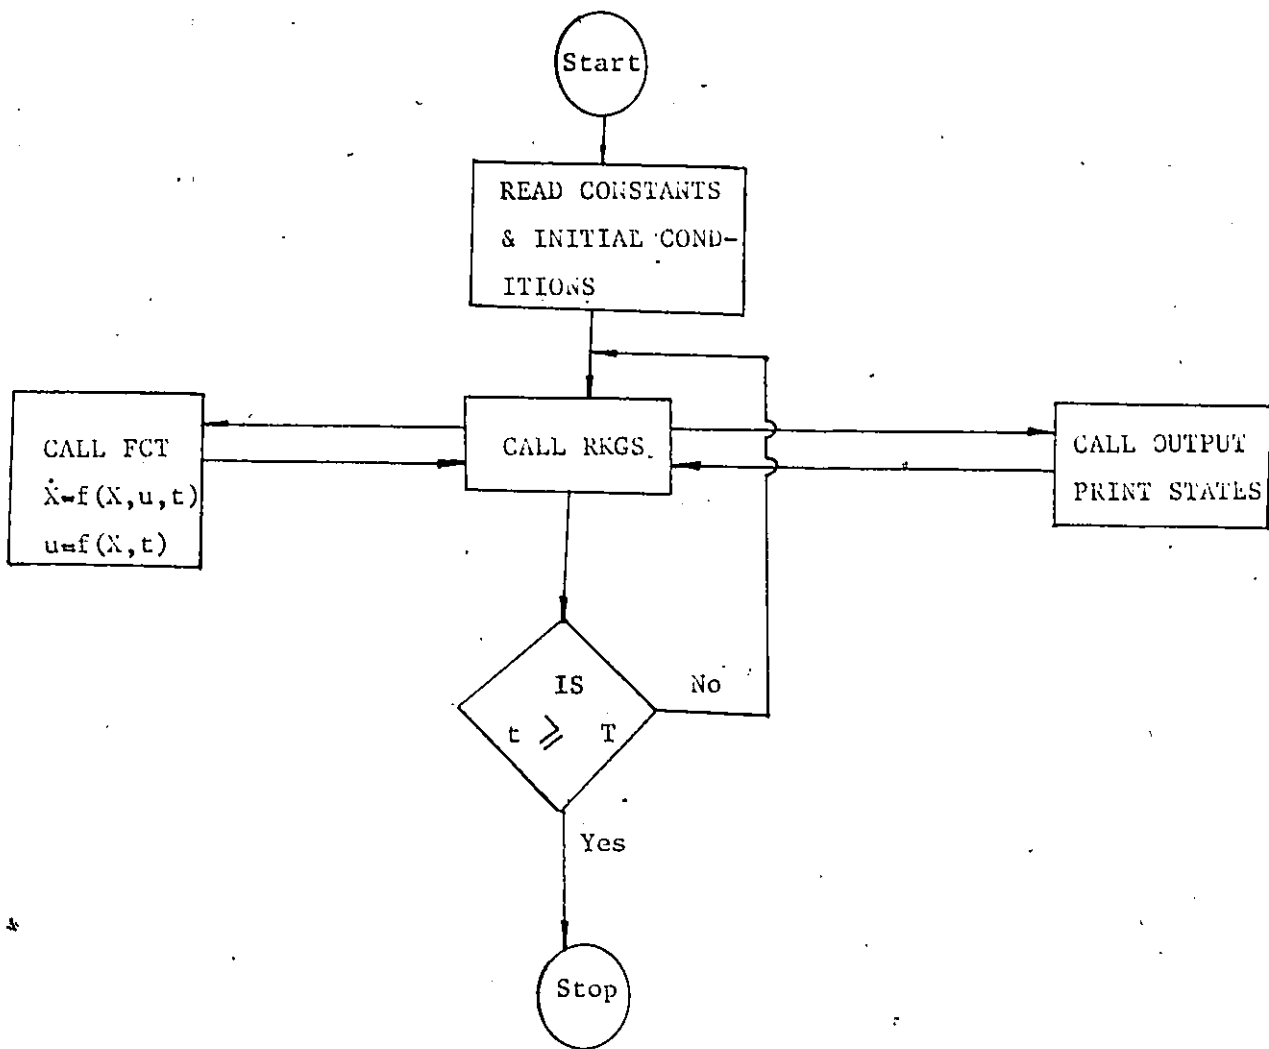 Start
READ CONSTANTS
& INITIAL COND-
ITIONS
CALL FCT
Ẋ=f(X,u,t)
u=f(X,t)
CALL RKGS
CALL OUTPUT
PRINT STATES
IS
t ⩾ T
No
Yes
Stop